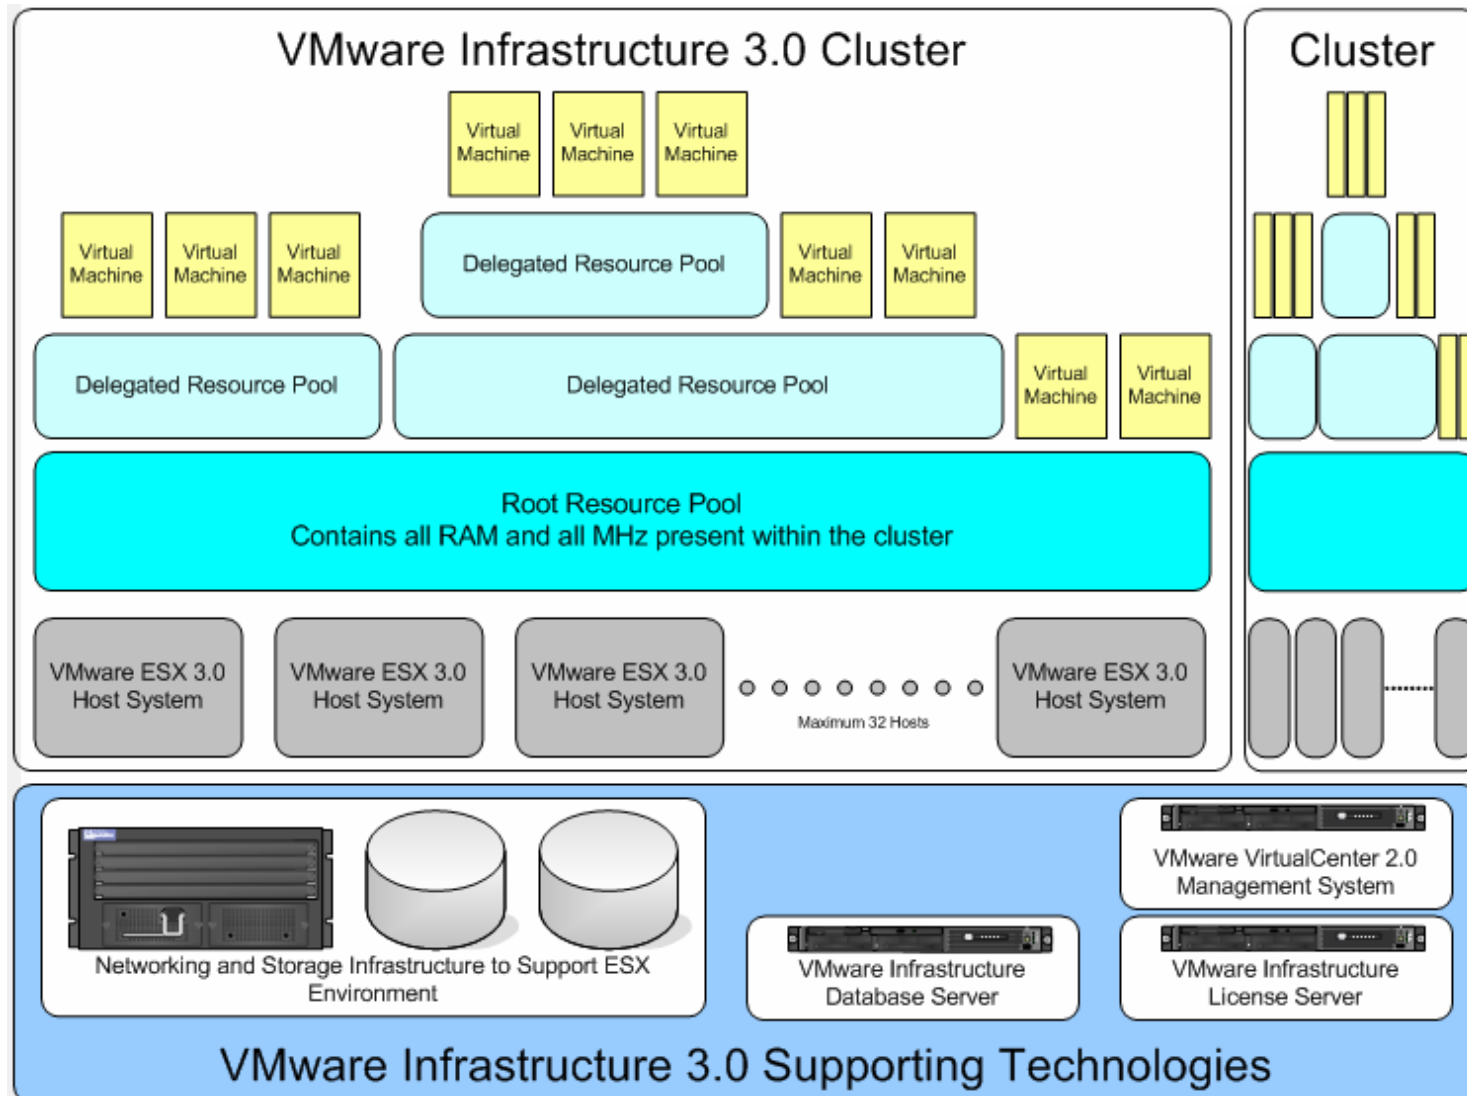 VMware Infrastructure 3.0 Cluster
Cluster
Virtual Machine
Virtual Machine
Virtual Machine
Virtual Machine
Virtual Machine
Virtual Machine
Delegated Resource Pool
Virtual Machine
Virtual Machine
Delegated Resource Pool
Delegated Resource Pool
Virtual Machine
Virtual Machine
Root Resource Pool
Contains all RAM and all MHz present within the cluster
VMware ESX 3.0
Host System
VMware ESX 3.0
Host System
VMware ESX 3.0
Host System
Maximum 32 Hosts
VMware ESX 3.0
Host System
Networking and Storage Infrastructure to Support ESX
Environment
VMware Infrastructure
Database Server
VMware VirtualCenter 2.0
Management System
VMware Infrastructure
License Server
VMware Infrastructure 3.0 Supporting Technologies